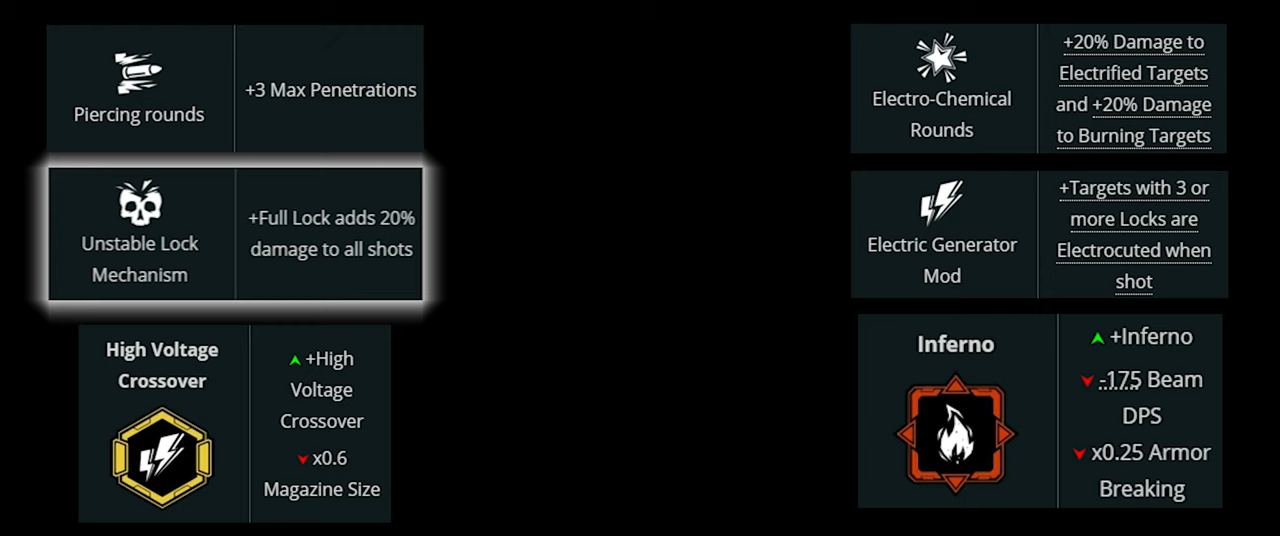 Piercing rounds
+3 Max Penetrations
Unstable Lock
Mechanism
+Full Lock adds 20%
damage to all shots
High Voltage
Crossover
+High
Voltage
Crossover
x0.6
Magazine Size
Electro-Chemical
Rounds
+20% Damage to
Electrified Targets
and +20% Damage
to Burning Targets
Electric Generator
Mod
+Targets with 3 or
more Locks are
Electrocuted when
shot
Inferno
+Inferno
-175 Beam
DPS
x0.25 Armor
Breaking